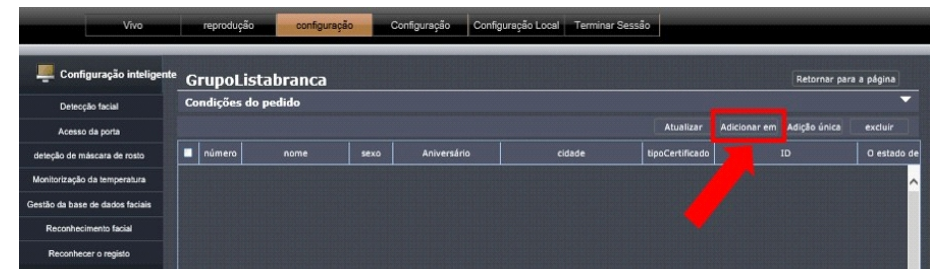 Vivo reprodução configuração Configuração Configuração Local Terminar Sessão
Configuração inteligente
GrupoListabranca Retornar para a página
Detecção facial
Condições do pedido
Acesso da porta
Atualizar Adicionar em Adição única excluir
deteção de máscara de rosto
número nome sexo Aniversário cidade tipoCertificado ID O estado de
Monitorização da temperatura
Gestão da base de dados faciais
Reconhecimento facial
Reconhecer o registo